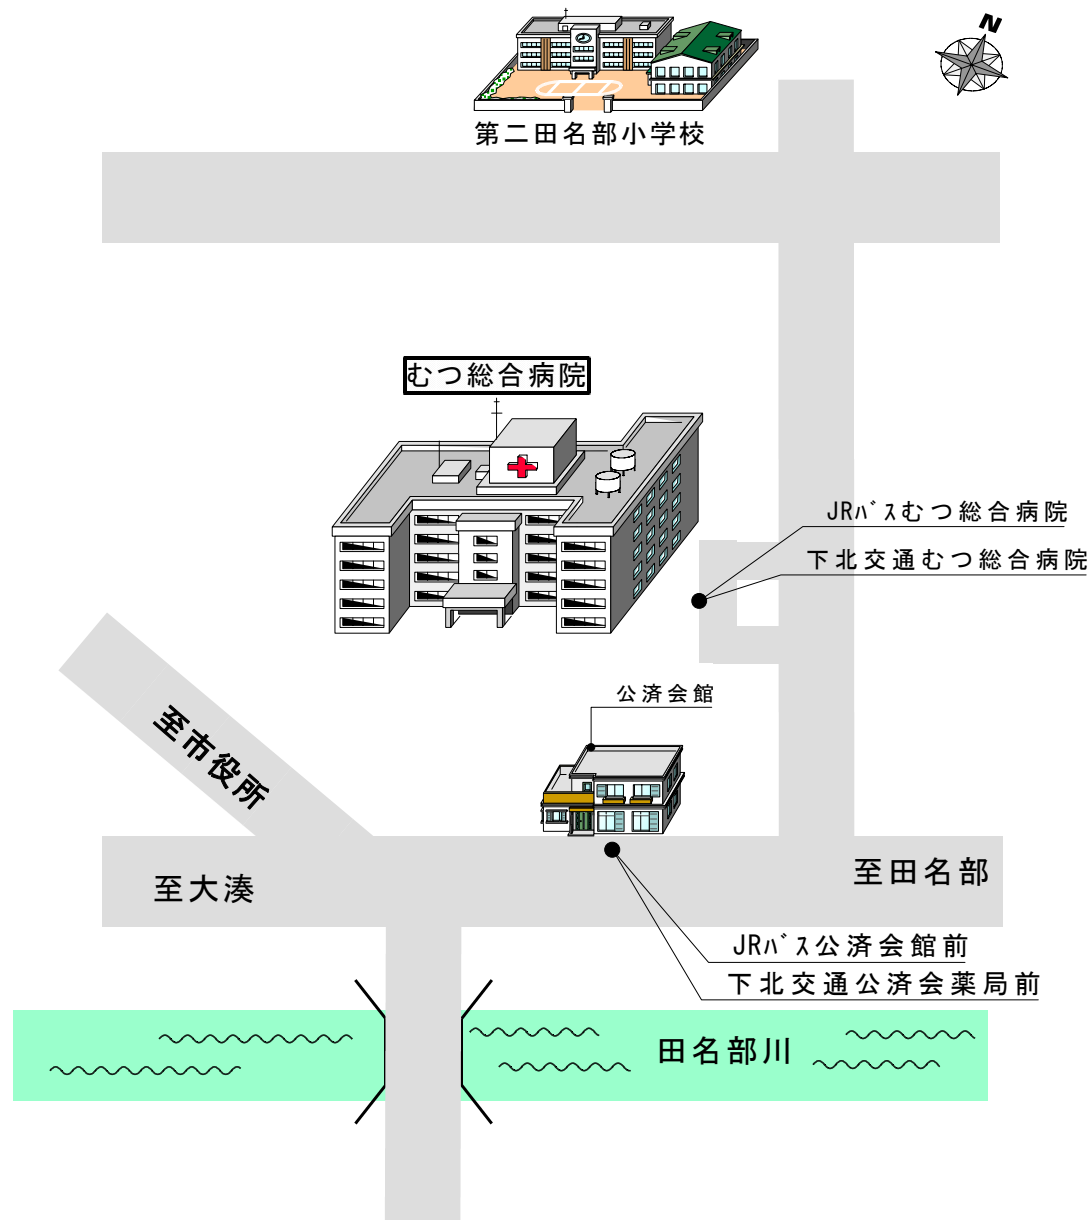 N
第二田名部小学校
むつ総合病院
JRバスむつ総合病院
下北交通むつ総合病院
公済会館
至市役所
至田名部
至大湊
JRバス公済会館前
下北交通公済会薬局前
田名部川